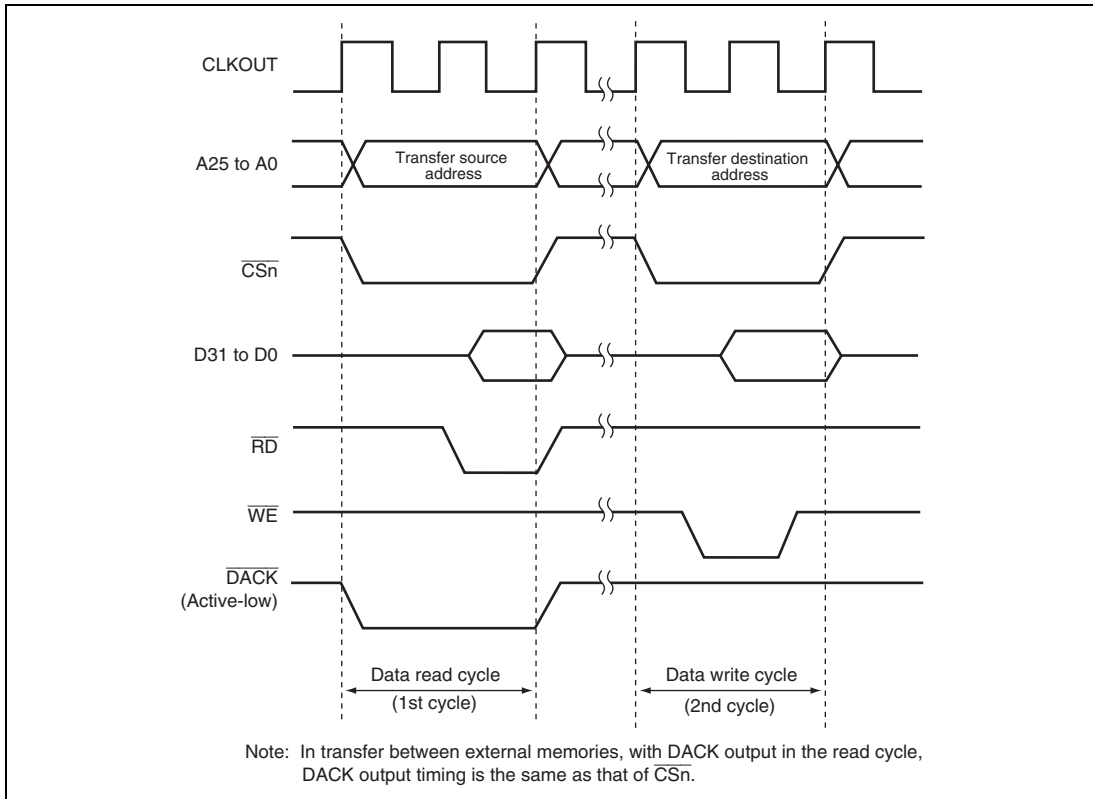 CLKOUT
A25 to A0
Transfer source
address
Transfer destination
address
CSn
D31 to D0
RD
WE
DACK
(Active-low)
Data read cycle
(1st cycle)
Data write cycle
(2nd cycle)
Note: In transfer between external memories, with DACK output in the read cycle,
DACK output timing is the same as that of C̅S̅n̅.